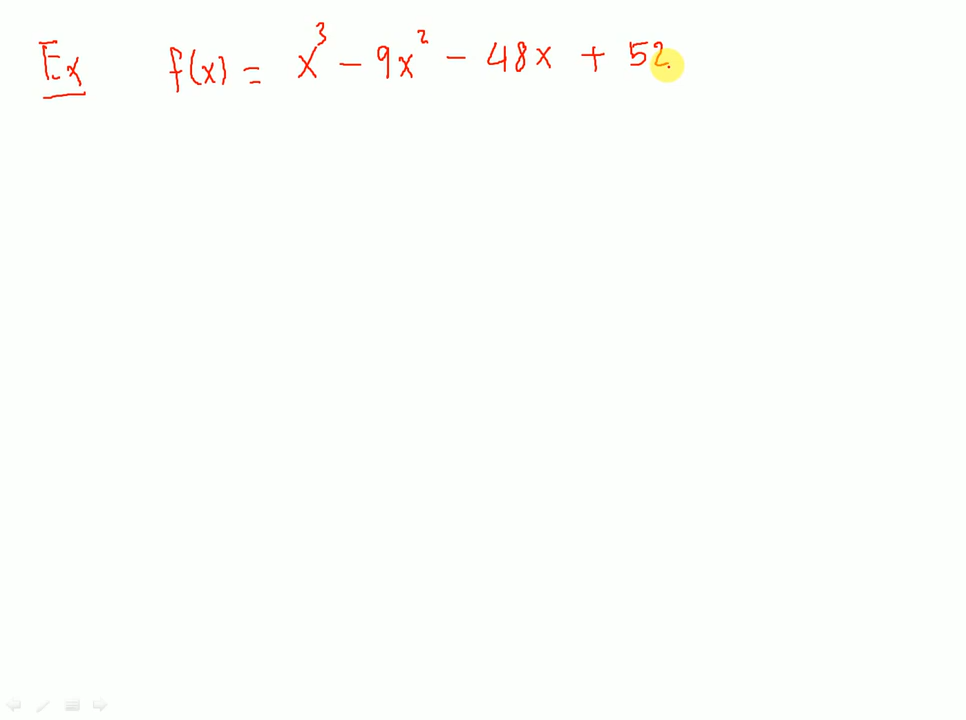 Ex f(x) = x³ - 9x² - 48x + 52